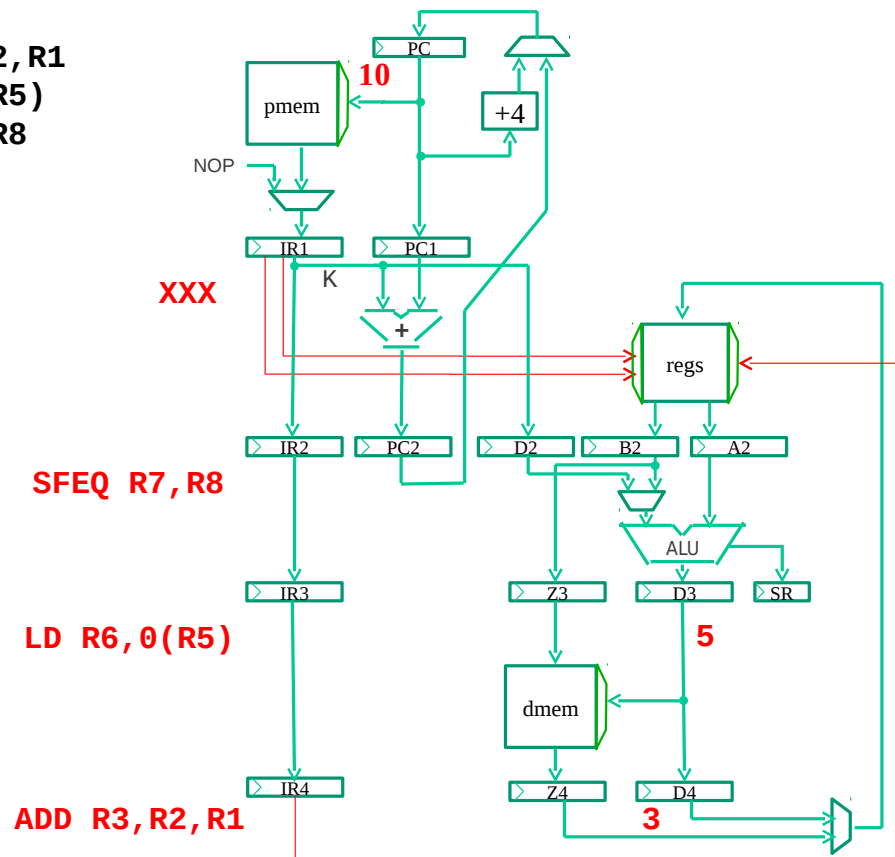 2,R1
R5)
R8
PC
10
pmem
+4
NOP
IR1
PC1
K
XXX
+
regs
IR2
PC2
D2
B2
A2
SFEQ R7,R8
ALU
IR3
Z3
D3
SR
LD R6,0(R5)
5
dmem
IR4
Z4
D4
ADD R3,R2,R1
3